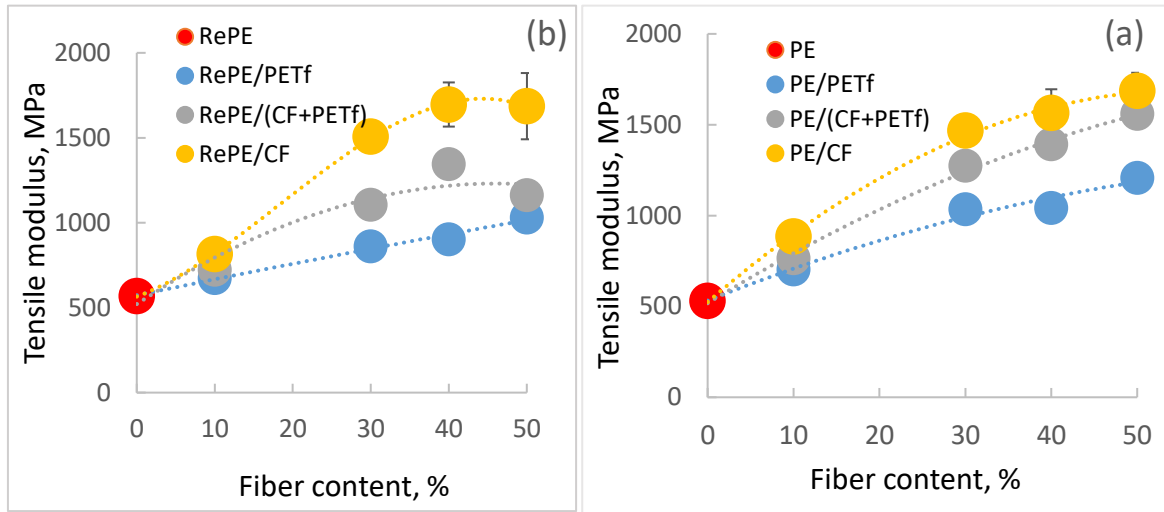 (b)
2000
1500
1000
500
0
Tensile modulus, MPa
RePE
RePE/PETf
RePE/(CF+PETf)
RePE/CF
0 10 20 30 40 50
Fiber content, %
(a)
2000
1500
1000
500
0
Tensile modulus, MPa
PE
PE/PETf
PE/(CF+PETf)
PE/CF
0 10 20 30 40 50
Fiber content, %